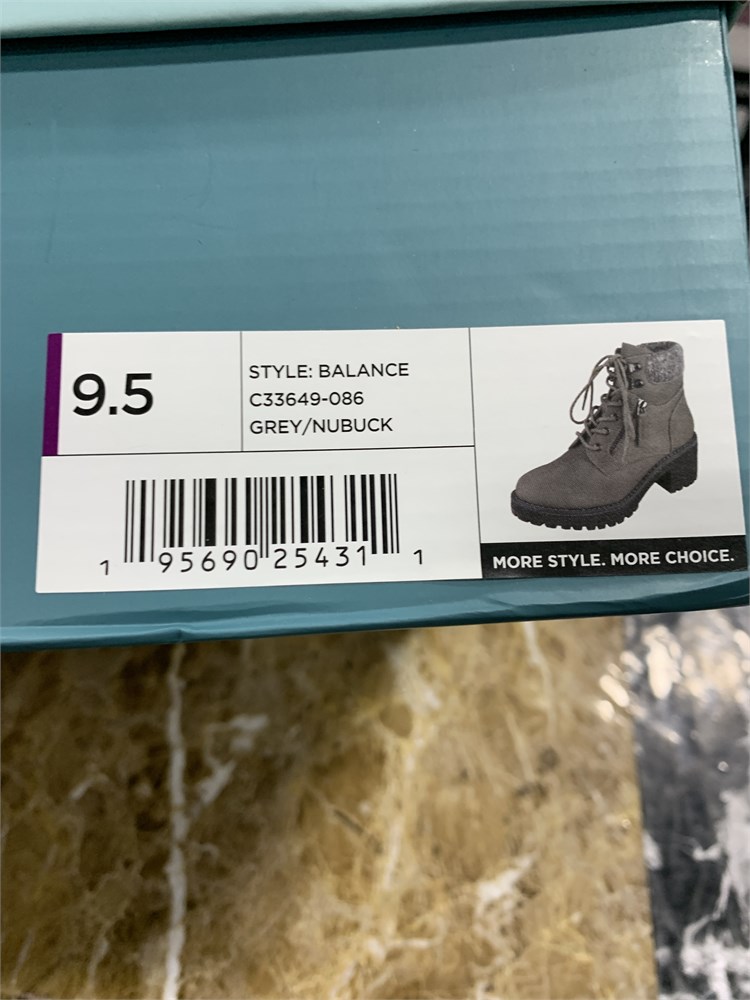 9.5
STYLE: BALANCE
C33649-086
GREY/NUBUCK
1 95690 25431 1
MORE STYLE. MORE CHOICE.